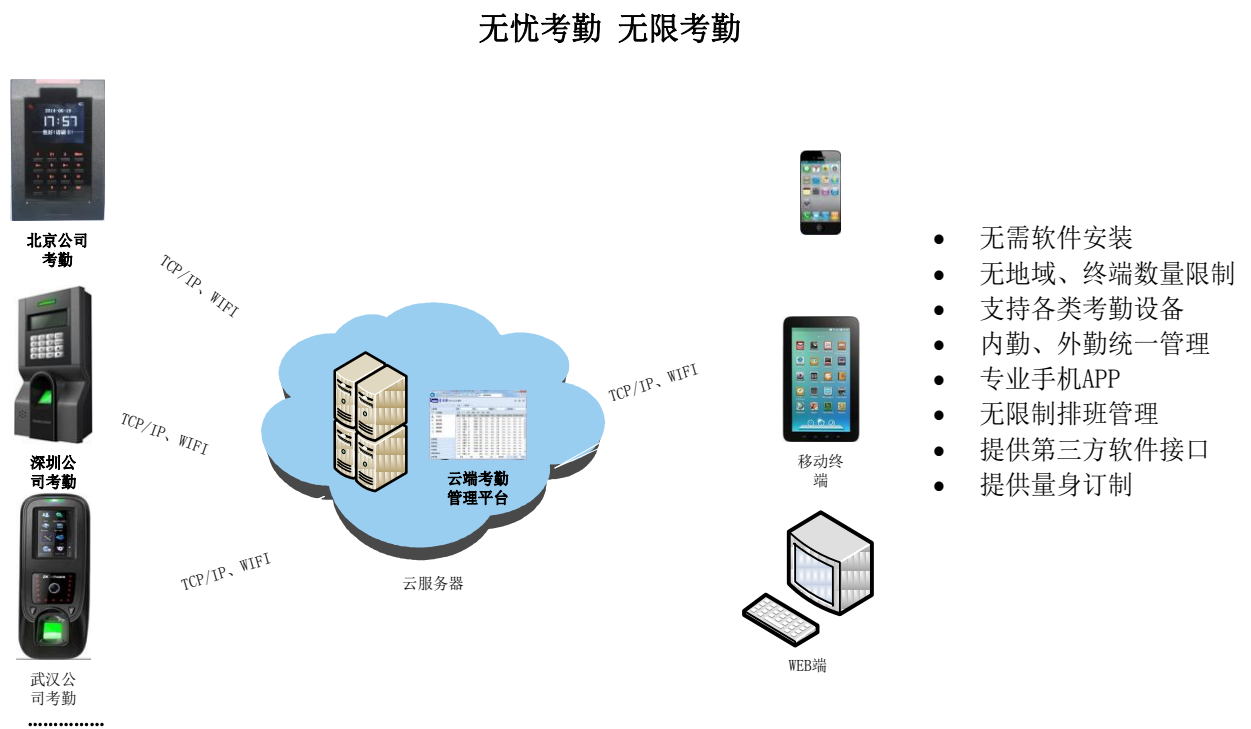 无忧考勤 无限考勤
17:57
北京公司
考勤
TCP/IP、WIFI
深圳公
司考勤
TCP/IP、WIFI
武汉公
司考勤
……………
TCP/IP、WIFI
云端考勤
管理平台
云服务器
TCP/IP、WIFI
移动终
端
WEB端
• 无需软件安装
• 无地域、终端数量限制
• 支持各类考勤设备
• 内勤、外勤统一管理
• 专业手机APP
• 无限制排班管理
• 提供第三方软件接口
• 提供量身订制